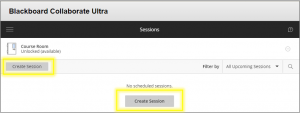 Blackboard Collaborate Ultra
Sessions
Course Room
Unlocked (available)
Create Session
Filter by All Upcoming Sessions
No scheduled sessions.
Create Session